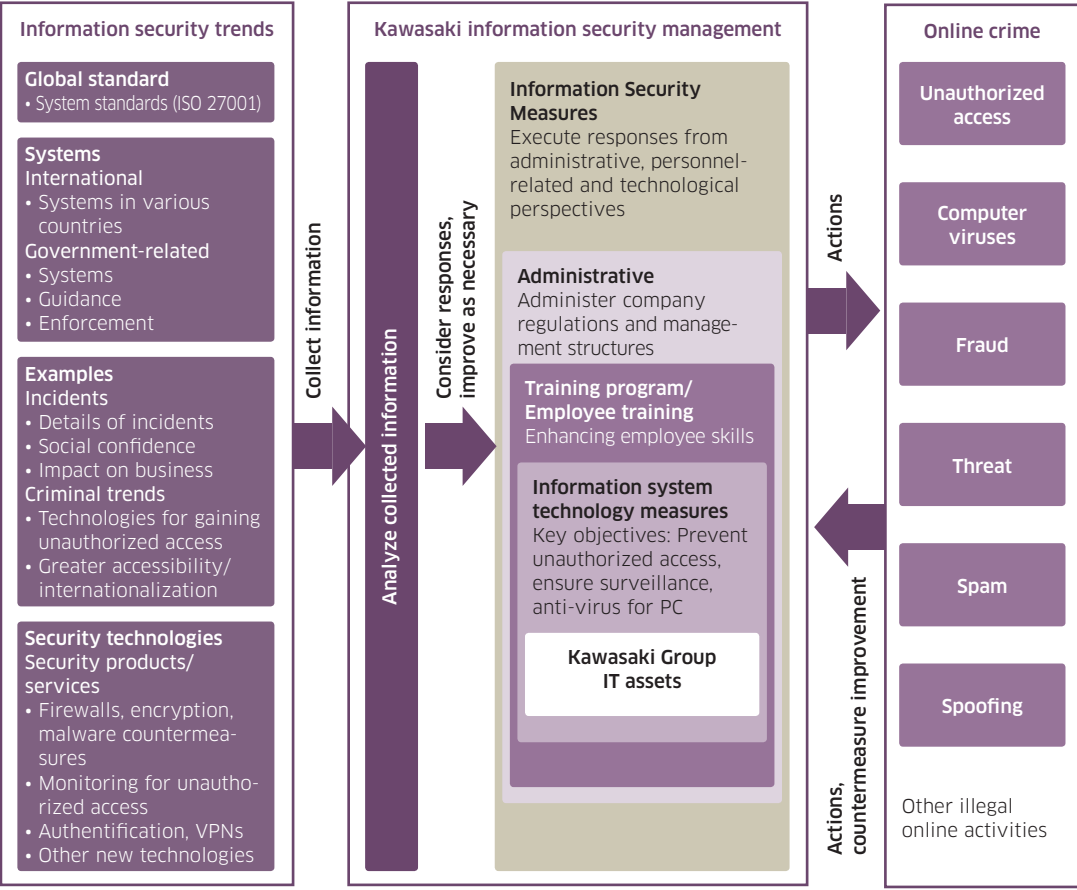 Information security trends
Global standard
• System standards (ISO 27001)
Systems
International
• Systems in various
countries
Government-related
• Systems
• Guidance
• Enforcement
Examples
Incidents
• Details of incidents
• Social confidence
• Impact on business
Criminal trends
• Technologies for gaining
unauthorized access
• Greater accessibility/
internationalization
Security technologies
Security products/
services
• Firewalls, encryption,
malware countermea-
sures
• Monitoring for unautho-
rized access
• Authentification, VPNs
• Other new technologies
Collect information
Kawasaki information security management
Analyze collected information
Consider responses,
improve as necessary
Information Security
Measures
Execute responses from
administrative, personnel-
related and technological
perspectives
Administrative
Administer company
regulations and manage-
ment structures
Training program/
Employee training
Enhancing employee skills
Information system
technology measures
Key objectives: Prevent
unauthorized access,
ensure surveillance,
anti-virus for PC
Kawasaki Group
IT assets
Actions
Actions,
countermeasure improvement
Online crime
Unauthorized
access
Computer
viruses
Fraud
Threat
Spam
Spoofing
Other illegal
online activities